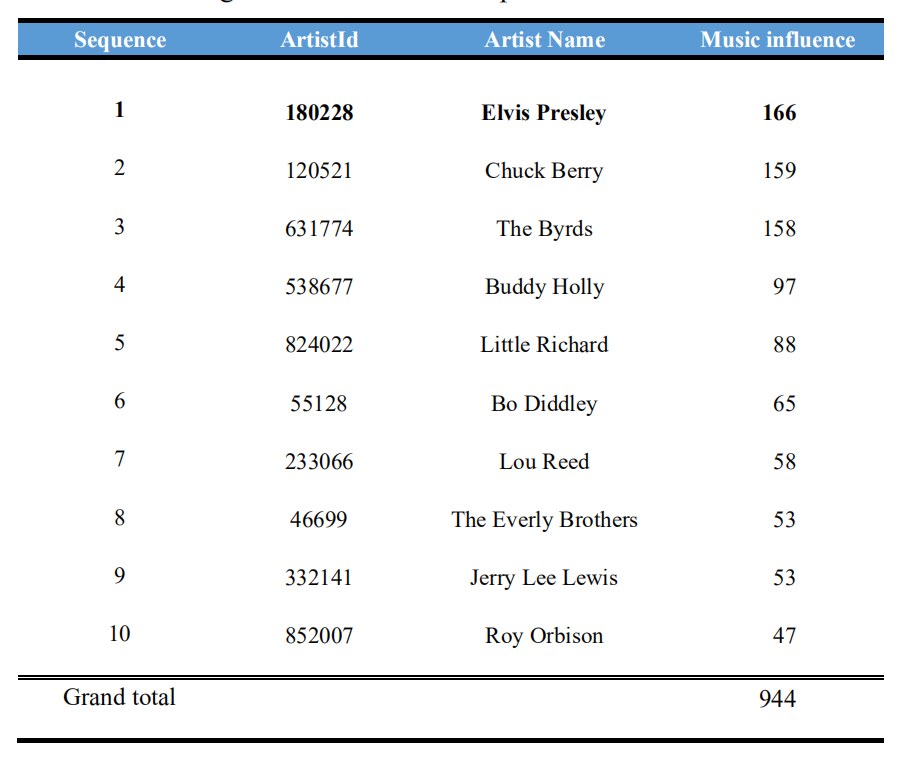 Sequence ArtistId Artist Name Music influence
1 180228 Elvis Presley 166
2 120521 Chuck Berry 159
3 631774 The Byrds 158
4 538677 Buddy Holly 97
5 824022 Little Richard 88
6 55128 Bo Diddley 65
7 233066 Lou Reed 58
8 46699 The Everly Brothers 53
9 332141 Jerry Lee Lewis 53
10 852007 Roy Orbison 47
Grand total 944